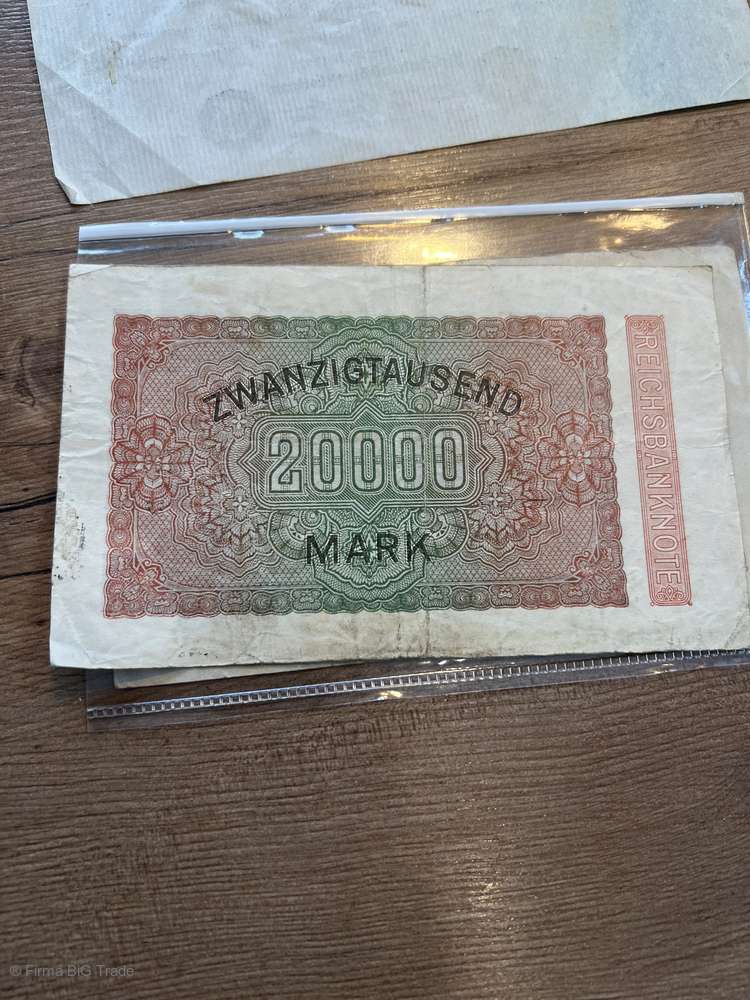 ZWANZIGTAUSEND
20000
MARK
REICHSBANKNOTE
® Firma BIG Trade